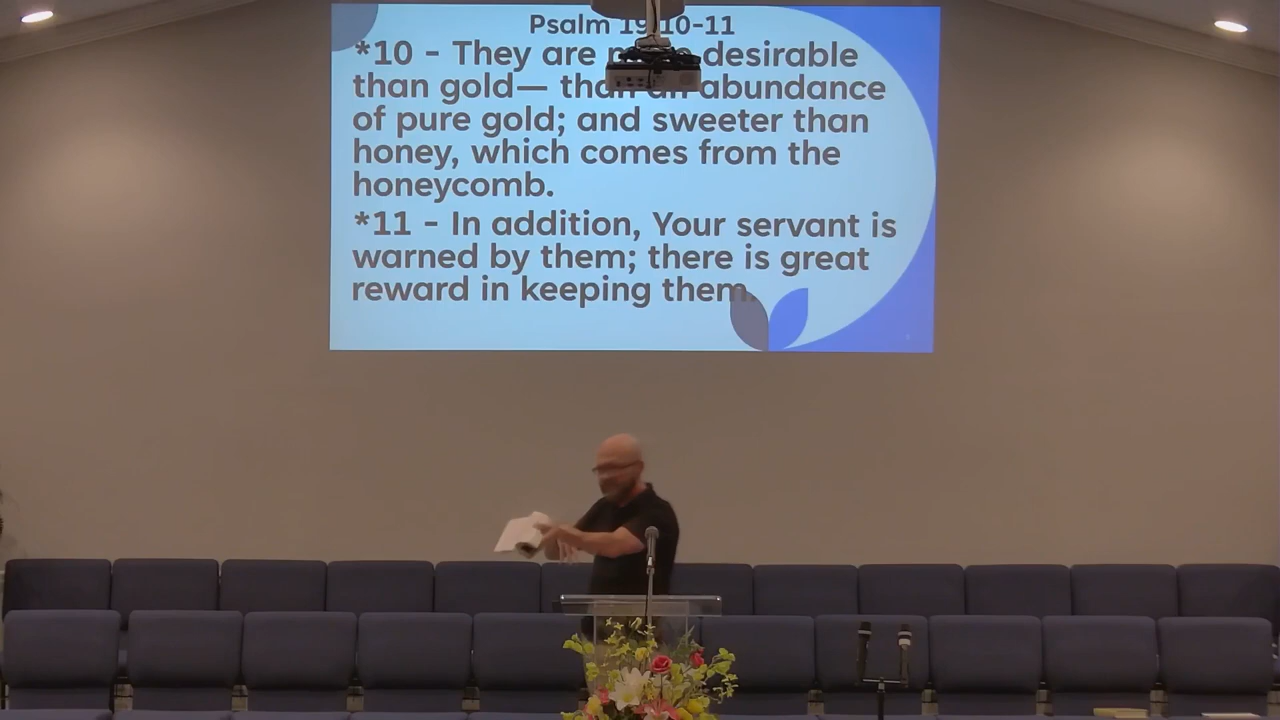 Psalm 19:10-11
*10 - They are more desirable
than gold— than an abundance
of pure gold; and sweeter than
honey, which comes from the
honeycomb.
*11 - In addition, Your servant is
warned by them; there is great
reward in keeping them.